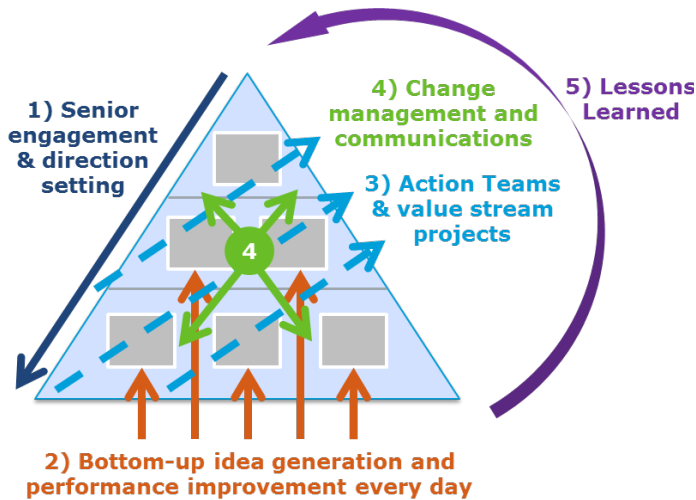 1) Senior
engagement
& direction
setting
4) Change
management and
communications
5) Lessons
Learned
3) Action Teams
& value stream
projects
4
2) Bottom-up idea generation and
performance improvement every day